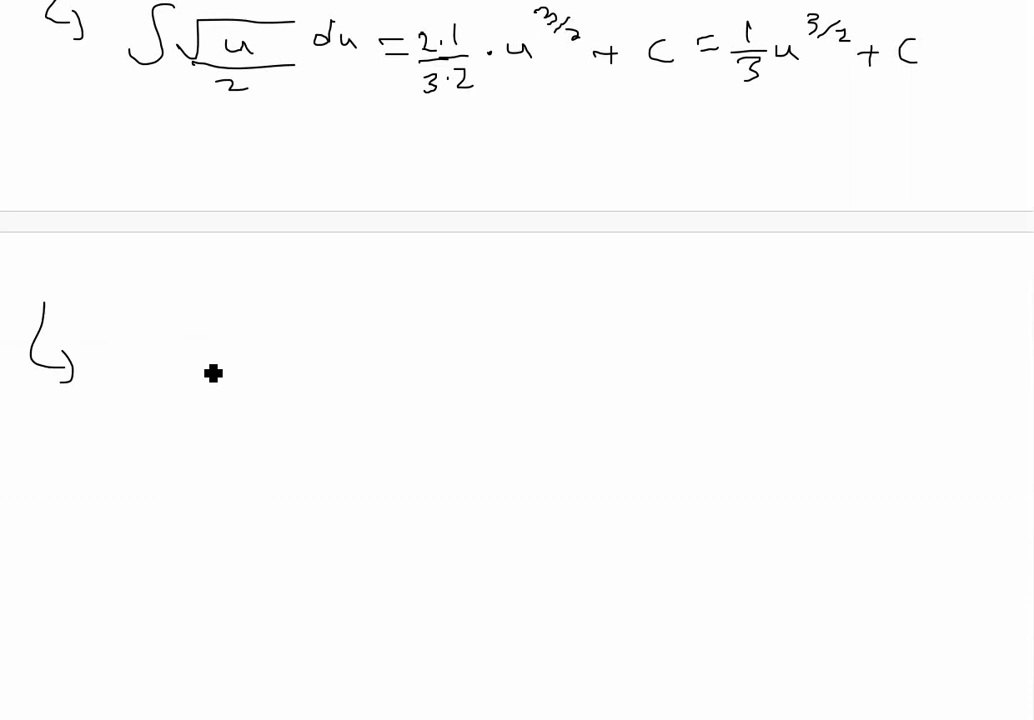 ↳ ∫ √u / 2 du = 2·1 / 3·2 · u^3/2 + C = 1/3 u^3/2 + C
↳